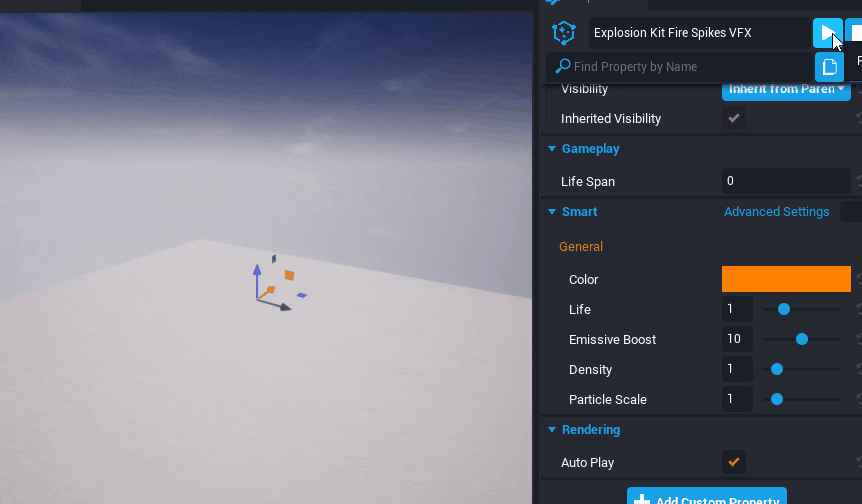 Explosion Kit Fire Spikes VFX
Find Property by Name
Visibility
Inherit from Paren
Inherited Visibility
Gameplay
Life Span
0
Smart
Advanced Settings
General
Color
Life
1
Emissive Boost
10
Density
1
Particle Scale
1
Rendering
Auto Play
Add Custom Property